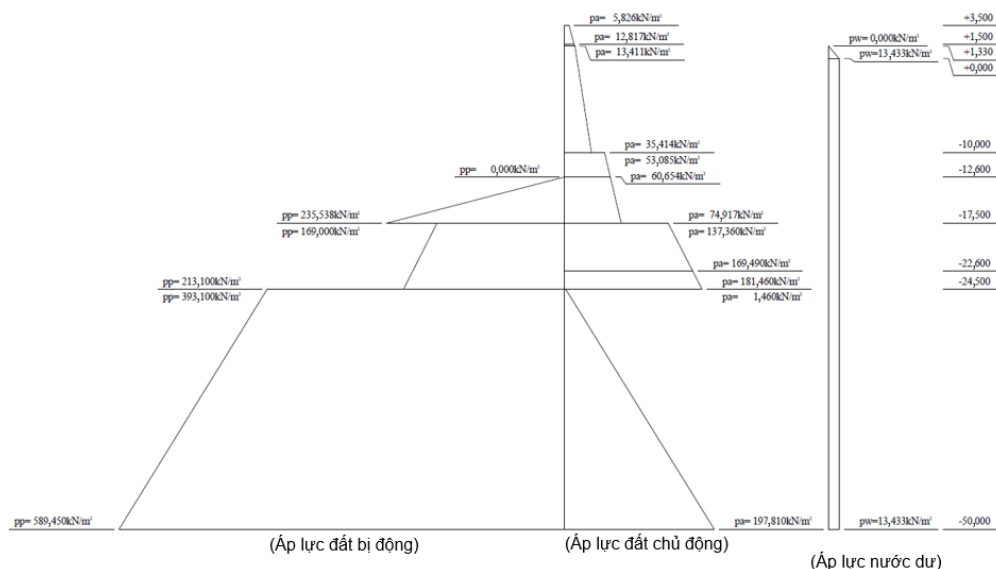 pa= 5,826kN/m² +3,500
pa= 12,817kN/m² pw= 0,000kN/m² +1,500
pa= 13,411kN/m² pw=13,433kN/m² +1,330
+0,000
pa= 35,414kN/m² -10,000
pa= 53,085kN/m²
pp= 0,000kN/m² pa= 60,654kN/m² -12,600
pp= 235,538kN/m² pa= 74,917kN/m² -17,500
pp= 169,000kN/m² pa= 137,360kN/m²
pa= 169,490kN/m² -22,600
pp= 213,100kN/m² pa= 181,460kN/m² -24,500
pp= 393,100kN/m² pa= 1,460kN/m²
pp= 589,450kN/m² pa= 197,810kN/m² pw=13,433kN/m² -50,000
(Áp lực đất bị động) (Áp lực đất chủ động)
(Áp lực nước dư)